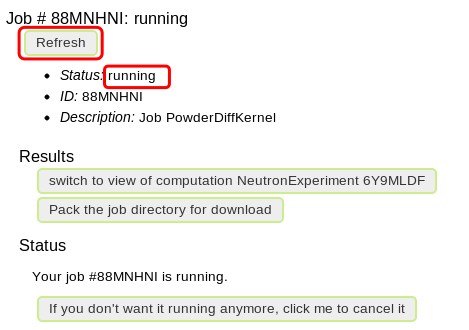 Job # 88MNHNI: running
Refresh
Status: running
ID: 88MNHNI
Description: Job PowderDiffKernel
Results
switch to view of computation NeutronExperiment 6Y9MLDF
Pack the job directory for download
Status
Your job #88MNHNI is running.
If you don't want it running anymore, click me to cancel it